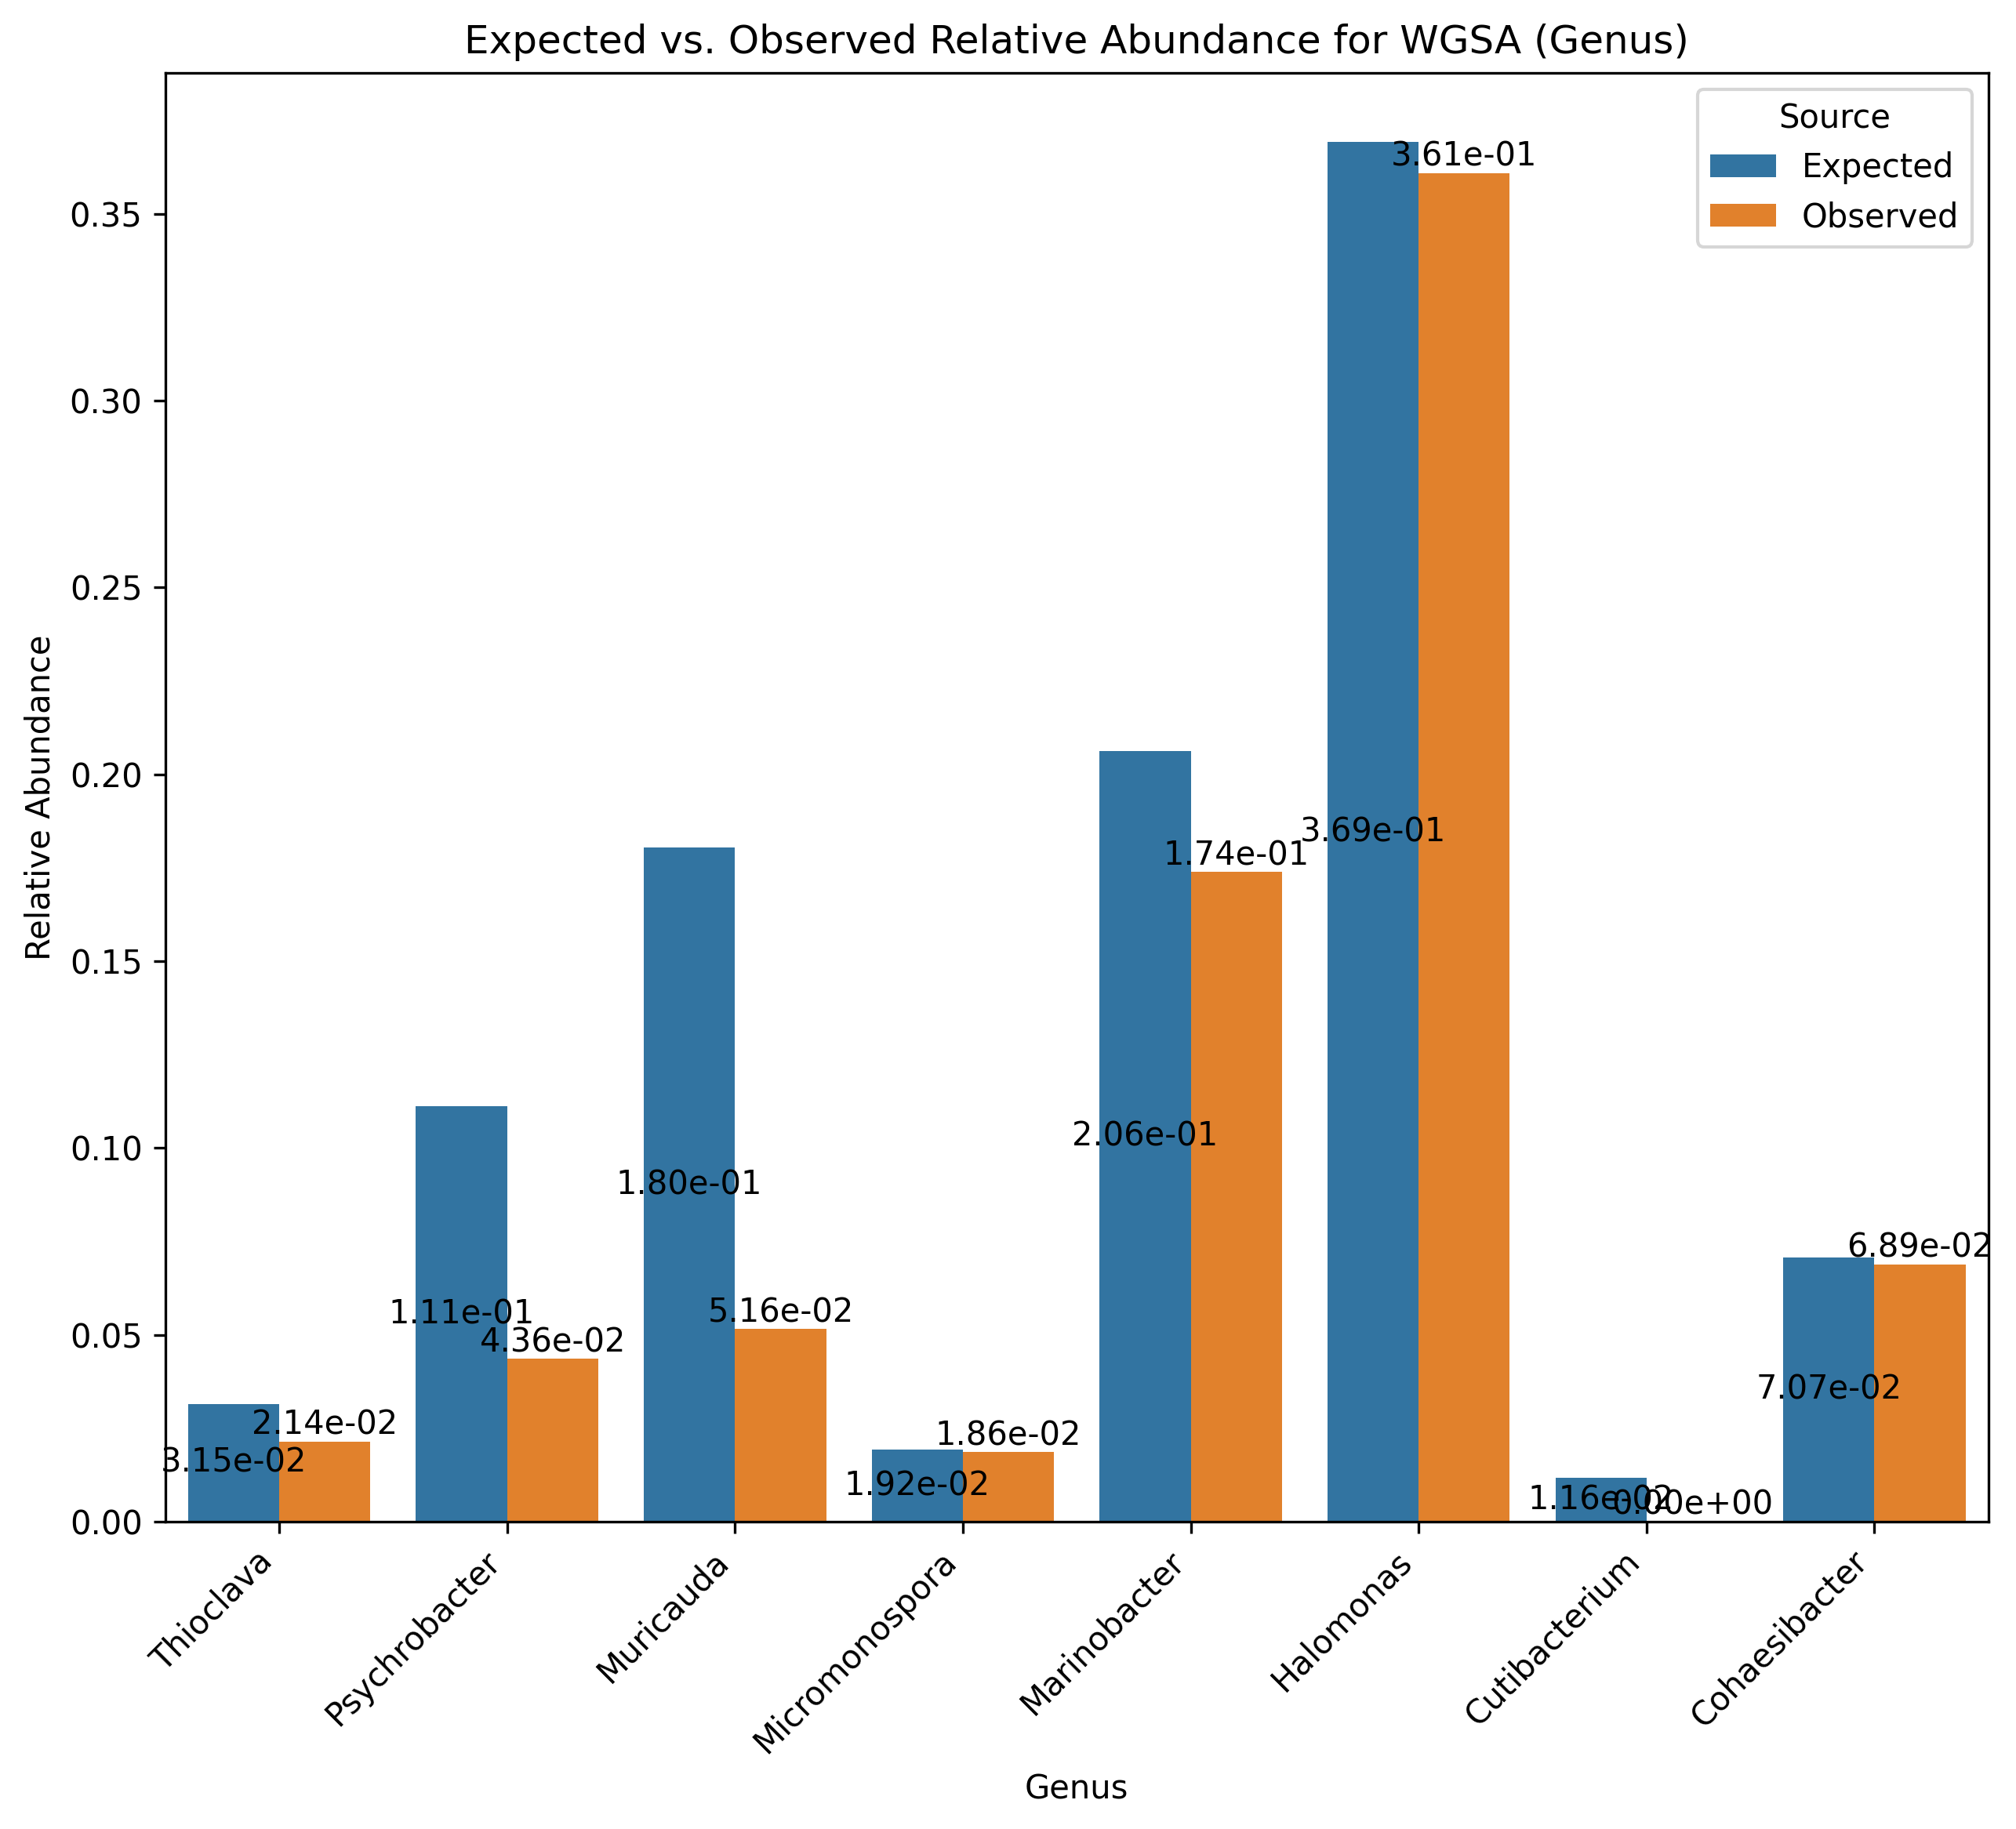 Expected vs. Observed Relative Abundance for WGSA (Genus)
Source
Expected
Observed
Relative Abundance
0.35
0.30
0.25
0.20
0.15
0.10
0.05
0.00
3.15e-02
2.14e-02
1.11e-01
4.36e-02
1.80e-01
5.16e-02
1.92e-02
1.86e-02
2.06e-01
1.74e-01
3.69e-01
3.61e-01
1.16e-02
0.00e+00
7.07e-02
6.89e-02
Thioclava
Psychrobacter
Muricauda
Micromonospora
Marinobacter
Halomonas
Cutibacterium
Cohaesibacter
Genus